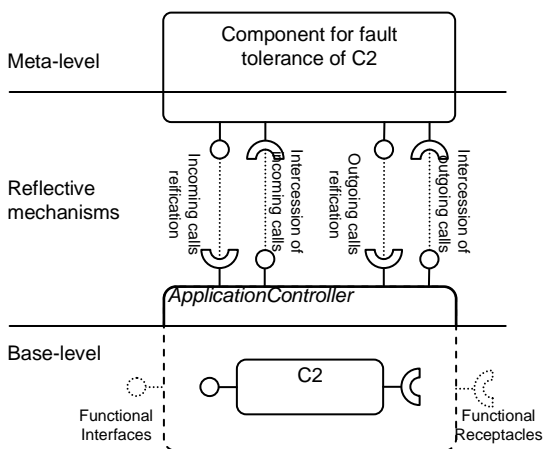 Component for fault
tolerance of C2
Meta-level
Incoming calls
reification
Intercession of
incoming calls
Outgoing calls
reification
Intercession of
outgoing calls
Reflective
mechanisms
ApplicationController
Base-level
C2
Functional
Interfaces
Functional
Receptacles